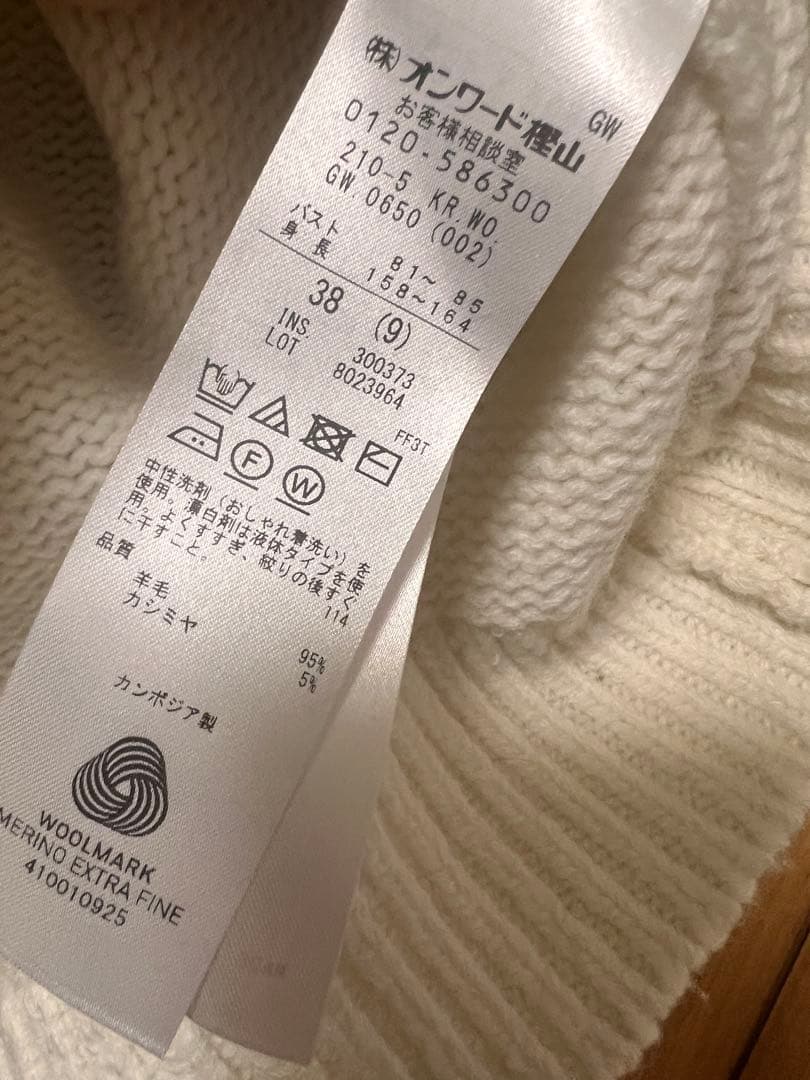 GW
(株)オンワード樫山
お客様相談室
0120-586300
210-5 KR.WO.
GW.0650(002)
バスト 81～ 85
身長 158～164
38 (9)
INS. 300373
LOT 8023964
FF3T
F
W
中性洗剤(おしゃれ着洗い)を
使用。漂白剤は液体タイプを使
用。よくすすぎ、絞りの後すぐ
に干すこと。
114
品質
羊毛 95%
カシミヤ 5%
カンボジア製
WOOLMARK
MERINO EXTRA FINE
410010925